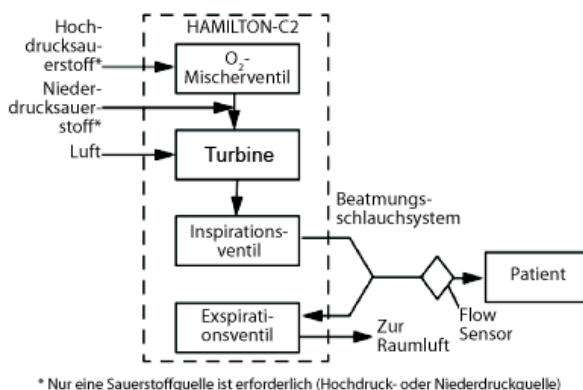 HAMILTON-C2
Hoch-
drucksau-
erstoff*
O2-
Mischerventil
Nieder-
drucksauer-
stoff*
Luft
Turbine
Beatmungs-
schlauchsystem
Inspirations-
ventil
Patient
Flow
Sensor
Exspirati-
onsventil
Zur
Raumluft
* Nur eine Sauerstoffquelle ist erforderlich (Hochdruck- oder Niederdruckquelle)